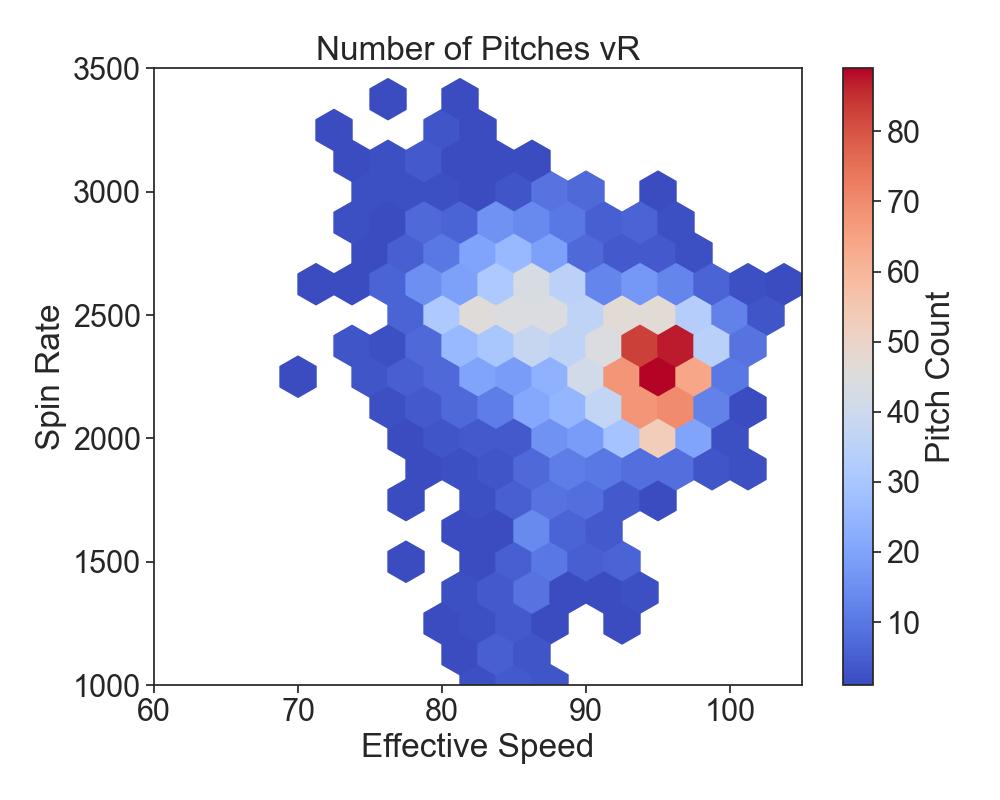 Number of Pitches vR
3500
3000
2500
2000
1500
1000
Spin Rate
60 70 80 90 100
Effective Speed
80
70
60
50
40
30
20
10
Pitch Count